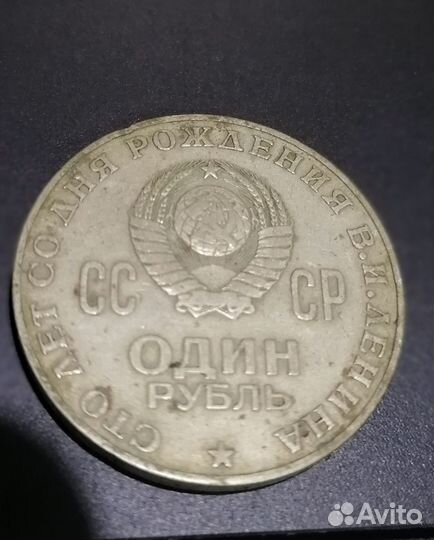 СТО ЛЕТ СО ДНЯ РОЖДЕНИЯ В.И.ЛЕНИНА
СС СР
ОДИН
РУБЛЬ
Avito